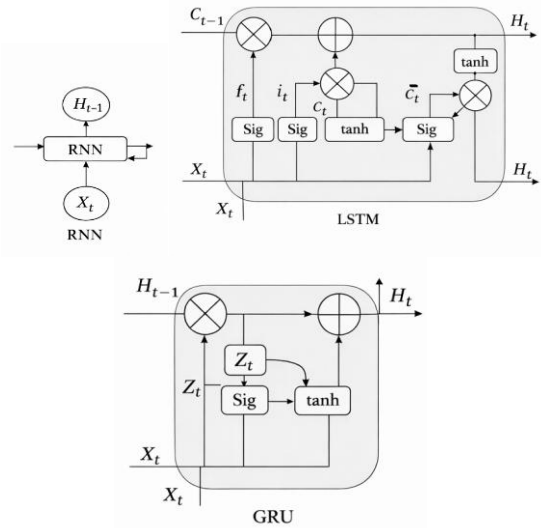 H_{t-1}
RNN
X_t
RNN
C_{t-1}
H_t
tanh
f_t
i_t
C_t
c̄_t
Sig
Sig
tanh
Sig
X_t
H_t
X_t
LSTM
H_{t-1}
H_t
Z_t
Z_t
Sig
tanh
X_t
X_t
GRU